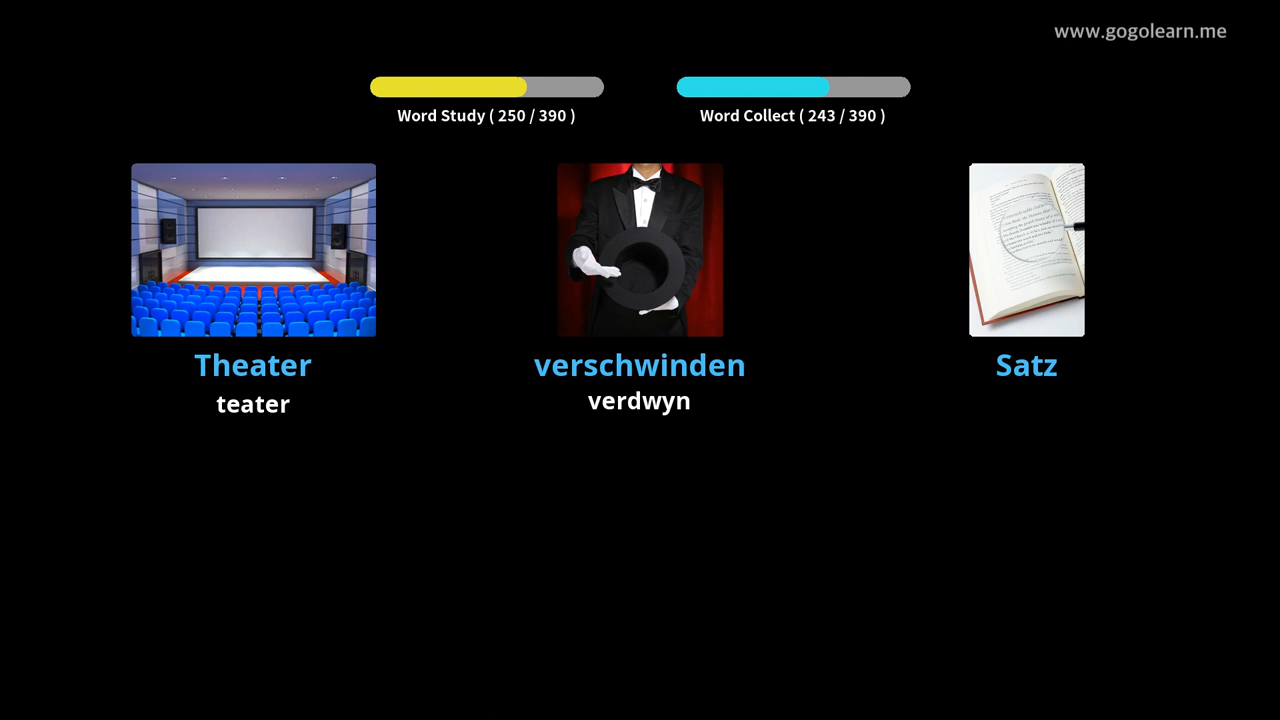 www.gogolearn.me
Word Study ( 250 / 390 )
Word Collect ( 243 / 390 )
Theater
teater
verschwinden
verdwyn
Satz